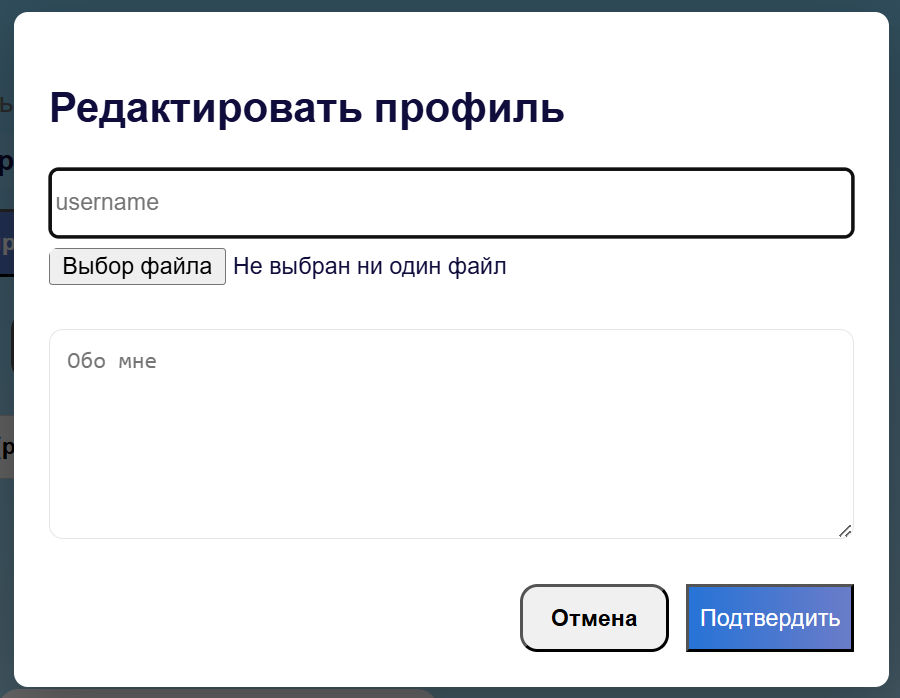 Редактировать профиль
username
Выбор файла Не выбран ни один файл
Обо мне
Отмена Подтвердить